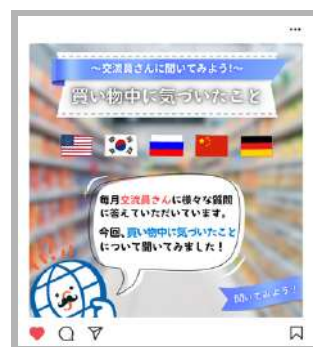 ～交流員さんに聞いてみよう!～
買い物中に気づいたこと
毎月交流員さんに様々な質問
に答えていただいています。
今回、買い物中に気づいたこと
について聞いてみました！
聞いてみよう！